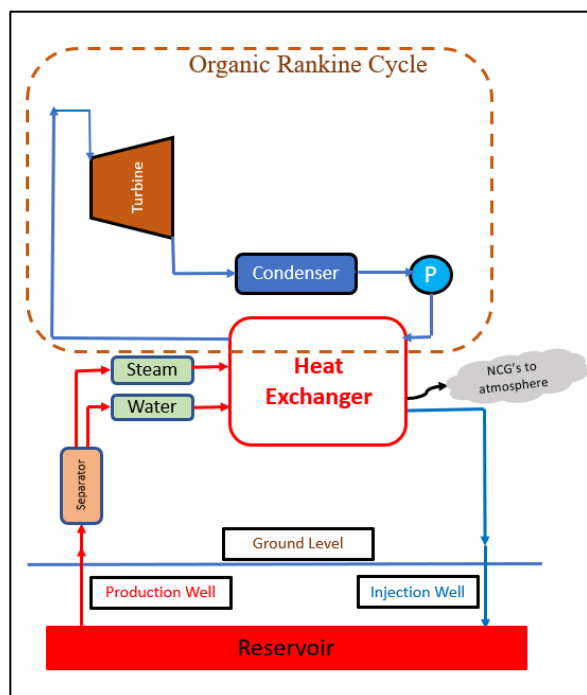 Organic Rankine Cycle
Turbine
Condenser
P
Heat
Exchanger
Steam
Water
NCG's to
atmosphere
Separator
Ground Level
Production Well
Injection Well
Reservoir